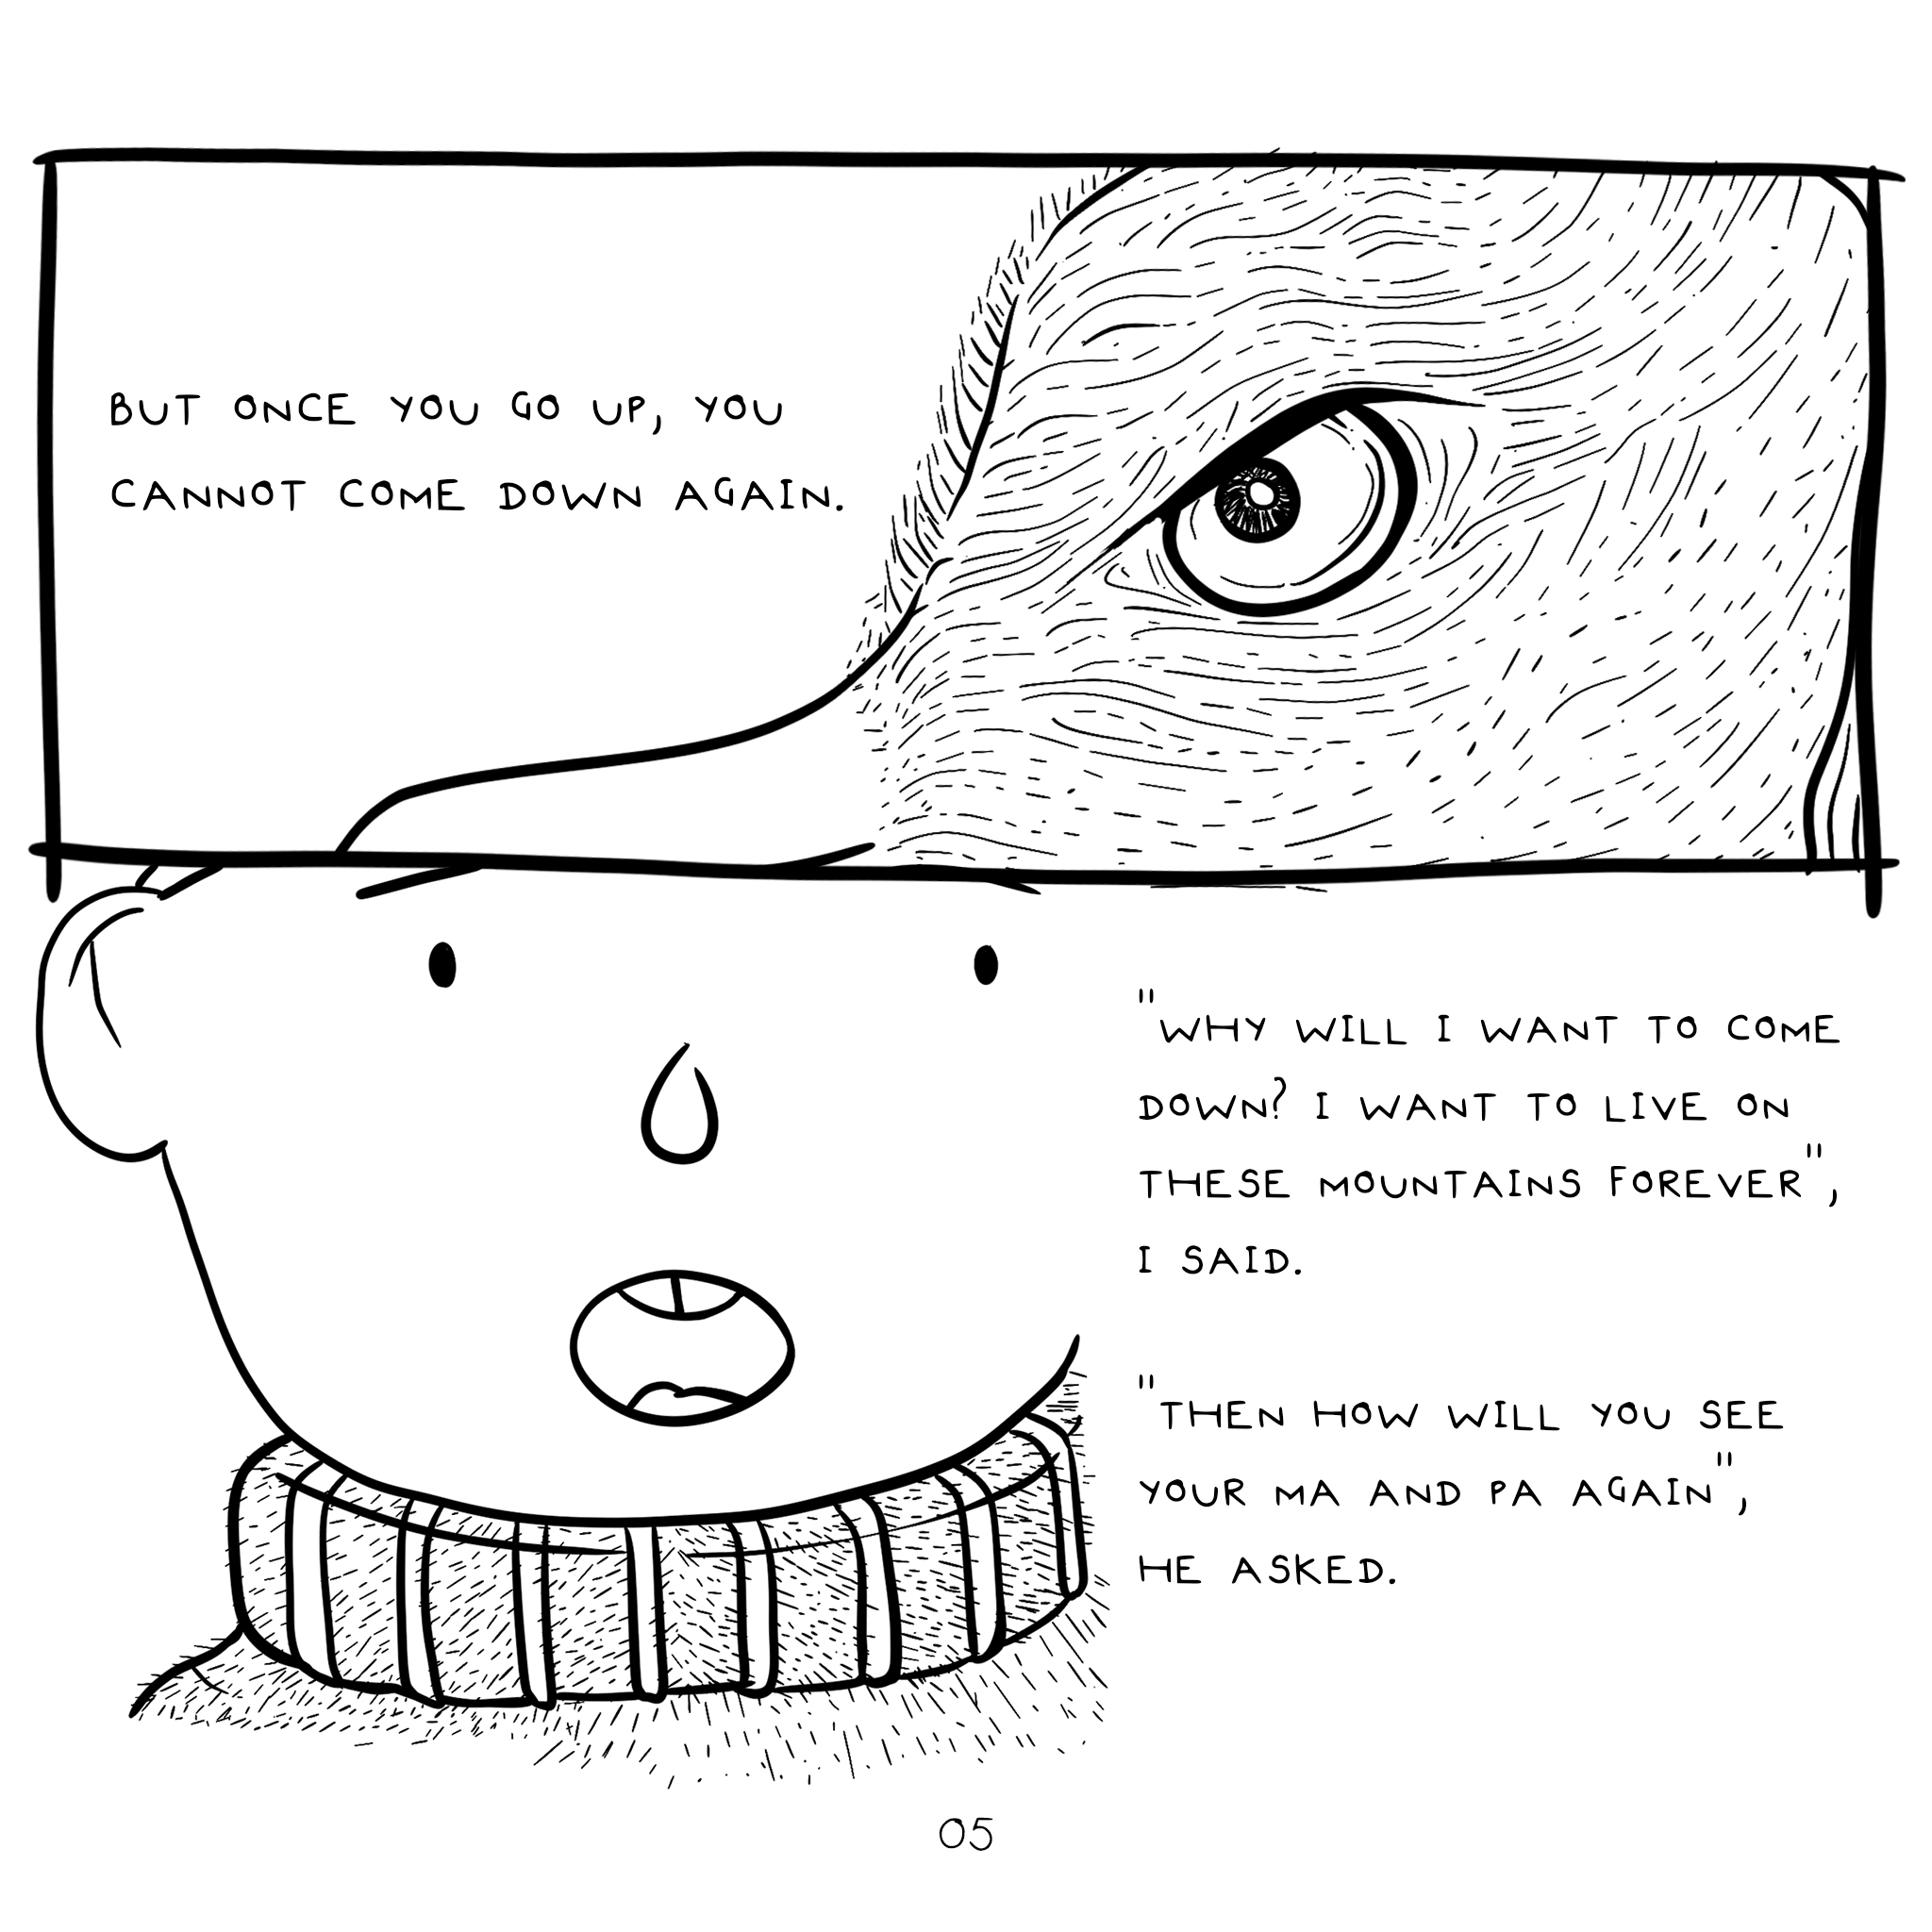 BUT ONCE YOU GO UP, YOU
CANNOT COME DOWN AGAIN.
"WHY WILL I WANT TO COME
DOWN? I WANT TO LIVE ON
THESE MOUNTAINS FOREVER",
I SAID.
"THEN HOW WILL YOU SEE
YOUR MA AND PA AGAIN",
HE ASKED.
05